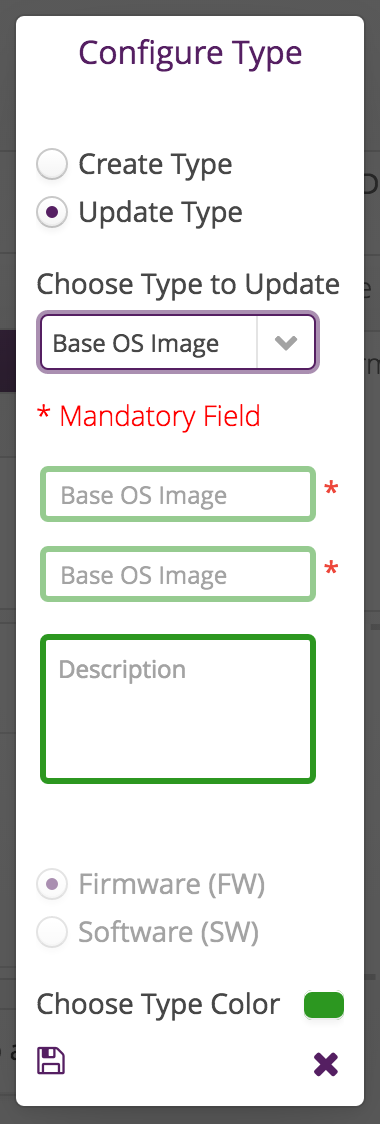 Configure Type
Create Type
Update Type
Choose Type to Update
Base OS Image
* Mandatory Field
Base OS Image *
Base OS Image *
Description
Firmware (FW)
Software (SW)
Choose Type Color